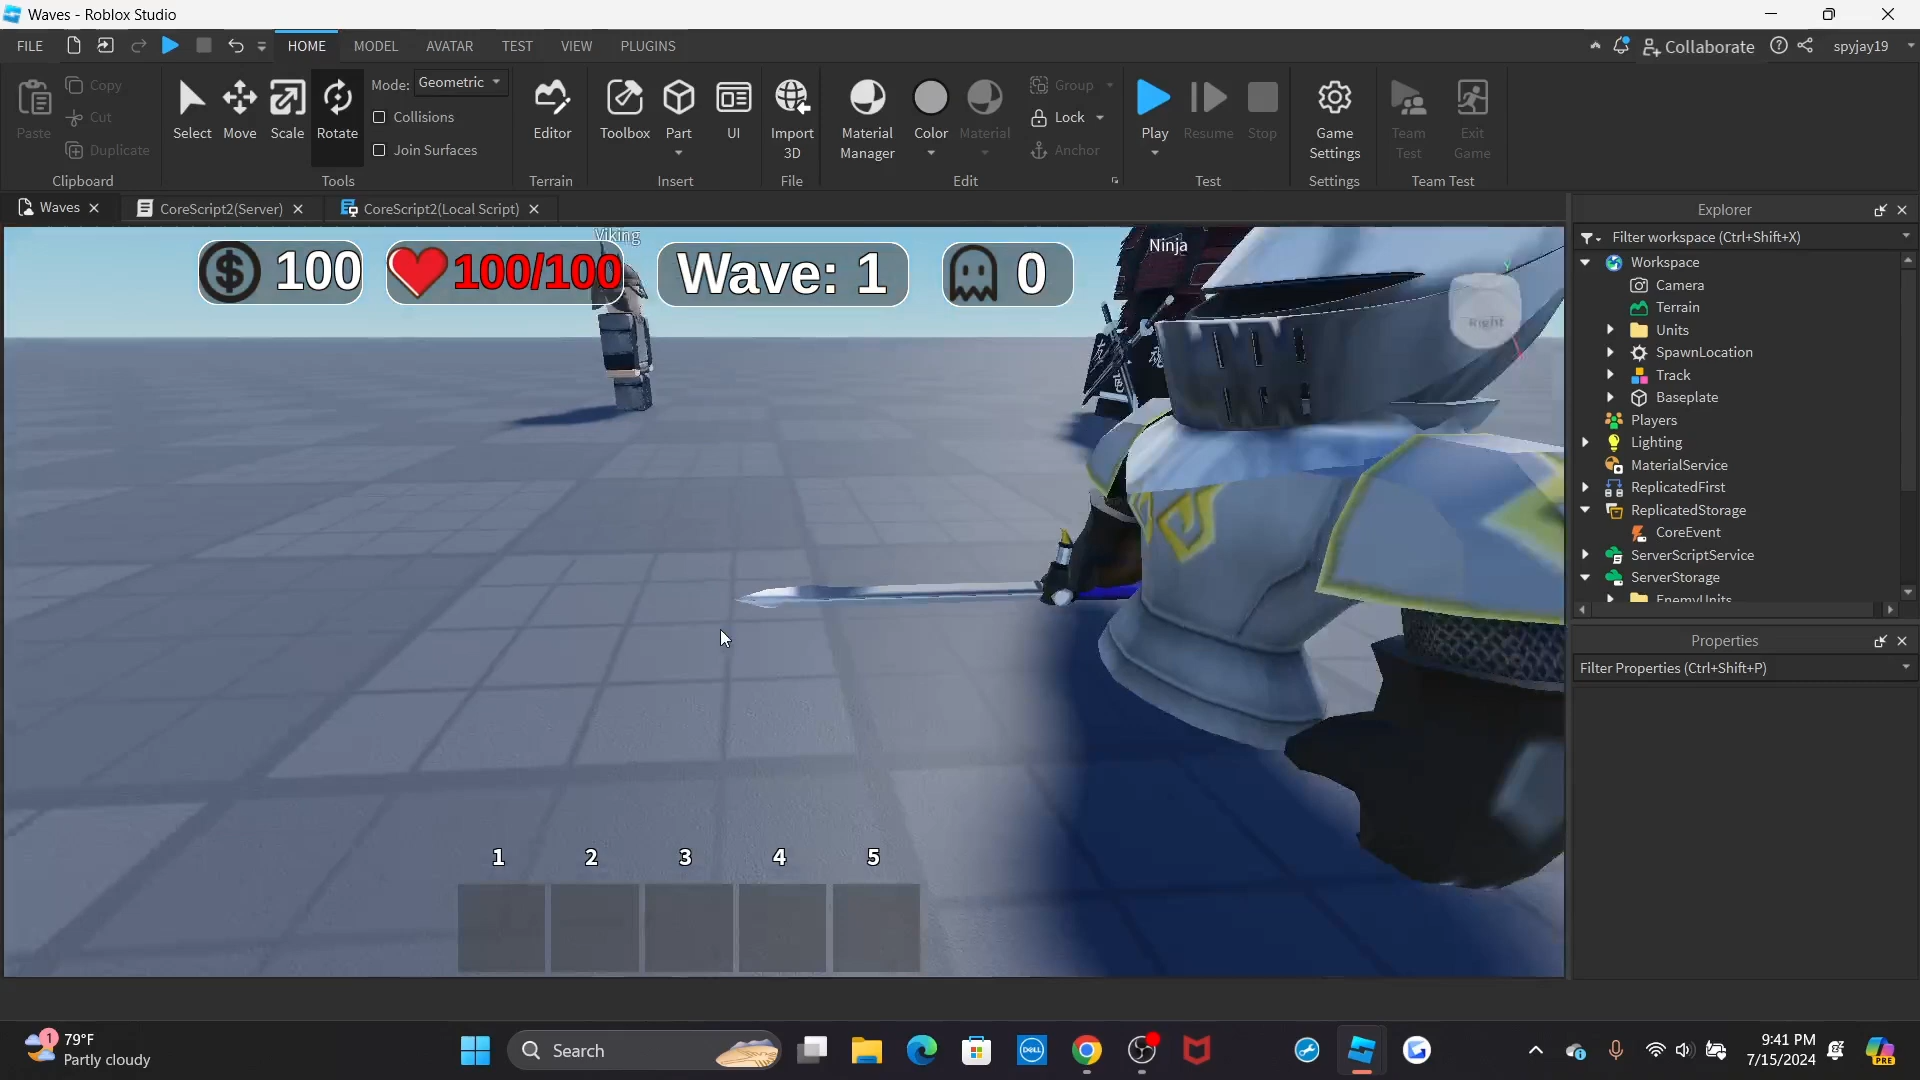 Waves - Roblox Studio
FILE
HOME
MODEL
AVATAR
TEST
VIEW
PLUGINS
Collaborate
spyjay19
Paste
Copy
Cut
Duplicate
Clipboard
Select
Move
Scale
Rotate
Mode: Geometric
Collisions
Join Surfaces
Tools
Editor
Terrain
Toolbox
Part
UI
Insert
Import
3D
File
Material
Manager
Color
Material
Group
Lock
Anchor
Edit
Play
Resume
Stop
Test
Game
Settings
Settings
Team
Test
Exit
Game
Team Test
Waves
CoreScript2(Server)
CoreScript2(Local Script)
Viking
Ninja
$ 100
100/100
Wave: 1
0
Right
Y
1
2
3
4
5
Explorer
Filter workspace (Ctrl+Shift+X)
Workspace
Camera
Terrain
Units
SpawnLocation
Track
Baseplate
Players
Lighting
MaterialService
ReplicatedFirst
ReplicatedStorage
CoreEvent
ServerScriptService
ServerStorage
EnemyUnits
Properties
Filter Properties (Ctrl+Shift+P)
1
79°F
Partly cloudy
Search
DELL
9:41 PM
7/15/2024
PRE